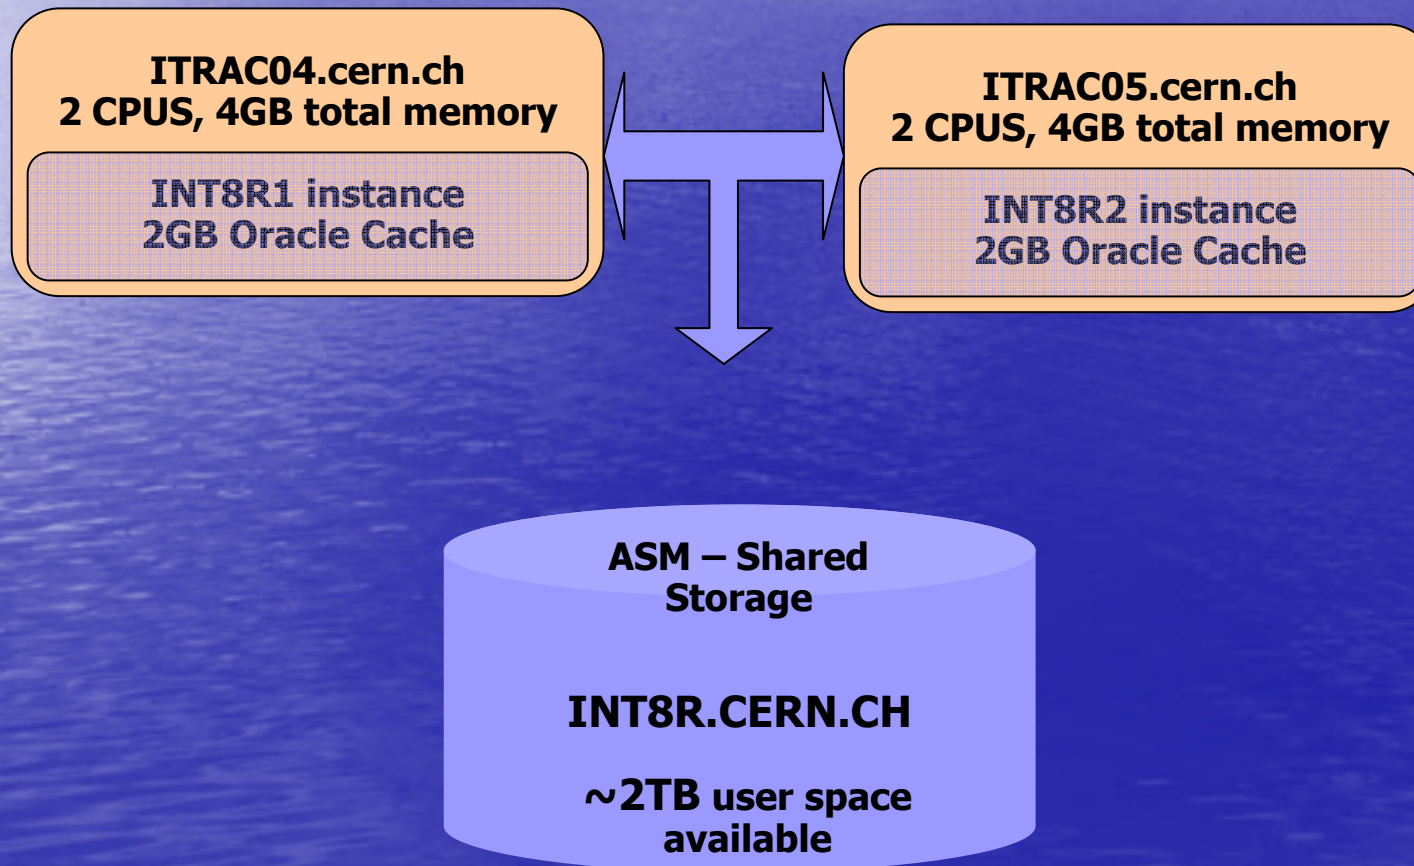 ITRAC04.cern.ch
2 CPUS, 4GB total memory
INT8R1 instance
2GB Oracle Cache
ITRAC05.cern.ch
2 CPUS, 4GB total memory
INT8R2 instance
2GB Oracle Cache
ASM – Shared
Storage
INT8R.CERN.CH
~2TB user space
available